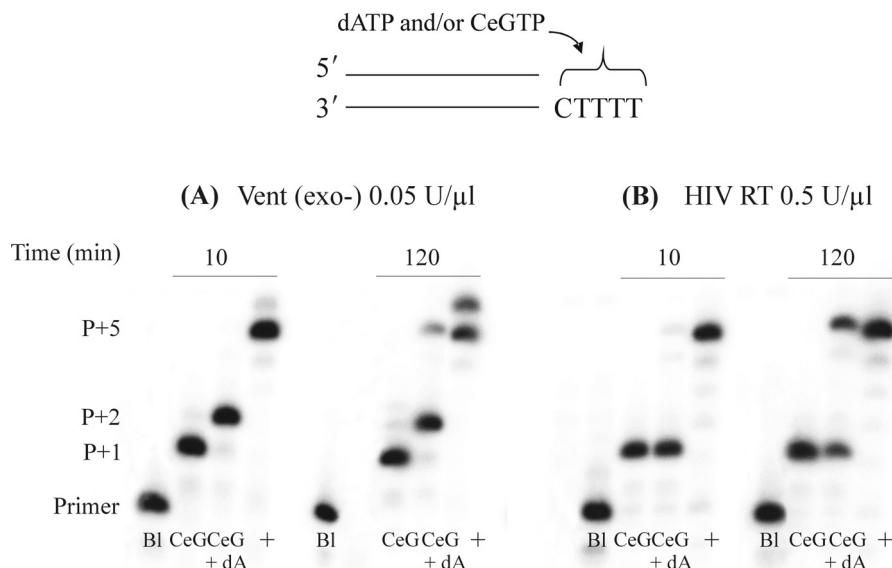 dATP and/or CeGTP
5′
3′ CTTTT
(A) Vent (exo-) 0.05 U/µl (B) HIV RT 0.5 U/µl
Time (min) 10 120 10 120
P+5
P+2
P+1
Primer
Bl CeG CeG + Bl CeG CeG + Bl CeG CeG + Bl CeG CeG +
+ dA + dA + dA + dA